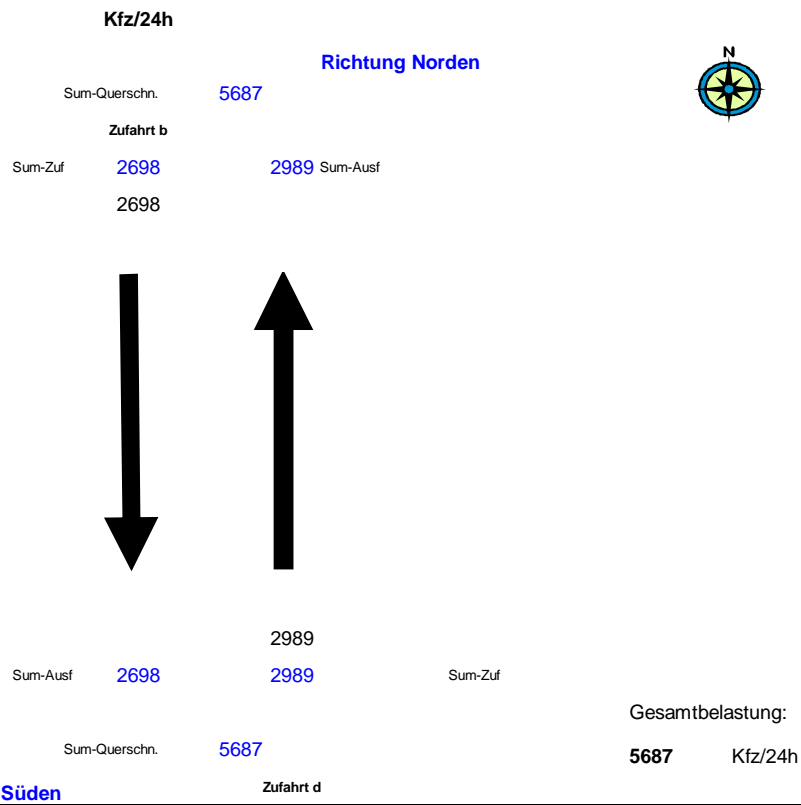 Kfz/24h
N
Richtung Norden
Sum-Querschn. 5687
Zufahrt b
Sum-Zuf 2698 2989 Sum-Ausf
2698
2989
Sum-Ausf 2698 2989 Sum-Zuf
Gesamtbelastung:
Sum-Querschn. 5687 5687 Kfz/24h
Süden Zufahrt d